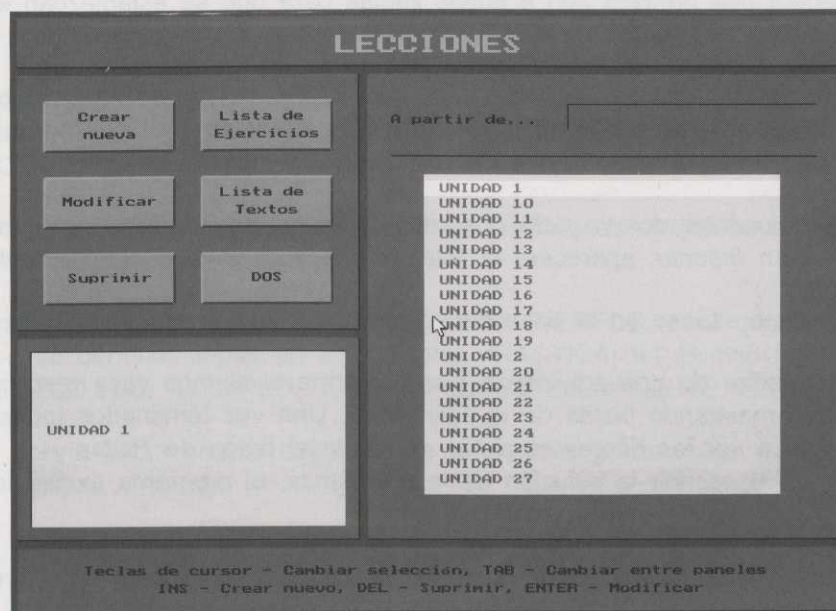 LECCIONES
Crear
nueva
Lista de
Ejercicios
Modificar
Lista de
Textos
Suprimir
DOS
UNIDAD 1
A partir de...
UNIDAD 1
UNIDAD 10
UNIDAD 11
UNIDAD 12
UNIDAD 13
UNIDAD 14
UNIDAD 15
UNIDAD 16
UNIDAD 17
UNIDAD 18
UNIDAD 19
UNIDAD 2
UNIDAD 20
UNIDAD 21
UNIDAD 22
UNIDAD 23
UNIDAD 24
UNIDAD 25
UNIDAD 26
UNIDAD 27
Teclas de cursor - Cambiar selección, TAB - Cambiar entre paneles
INS - Crear nuevo, DEL - Suprimir, ENTER - Modificar